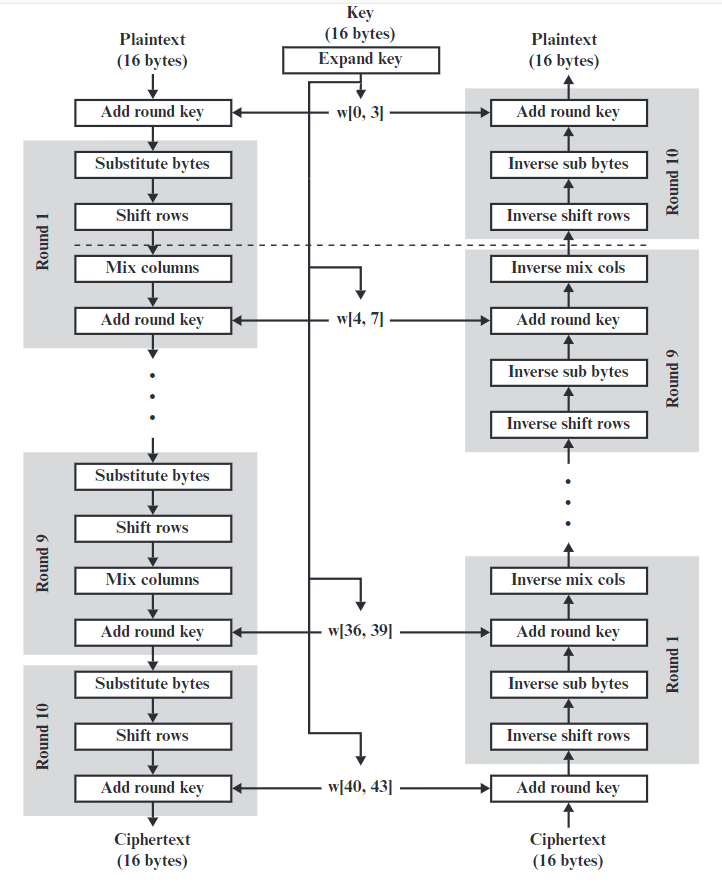 Key
(16 bytes)
Plaintext
(16 bytes)
Expand key
Plaintext
(16 bytes)
Add round key
w[0, 3]
Add round key
Substitute bytes
Inverse sub bytes
Round 10
Shift rows
Inverse shift rows
Round 1
Mix columns
Inverse mix cols
Add round key
w[4, 7]
Add round key
Inverse sub bytes
Round 9
Inverse shift rows
Substitute bytes
Shift rows
Round 9
Mix columns
Inverse mix cols
Add round key
w[36, 39]
Add round key
Substitute bytes
Inverse sub bytes
Round 1
Shift rows
Inverse shift rows
Round 10
Add round key
w[40, 43]
Add round key
Ciphertext
(16 bytes)
Ciphertext
(16 bytes)